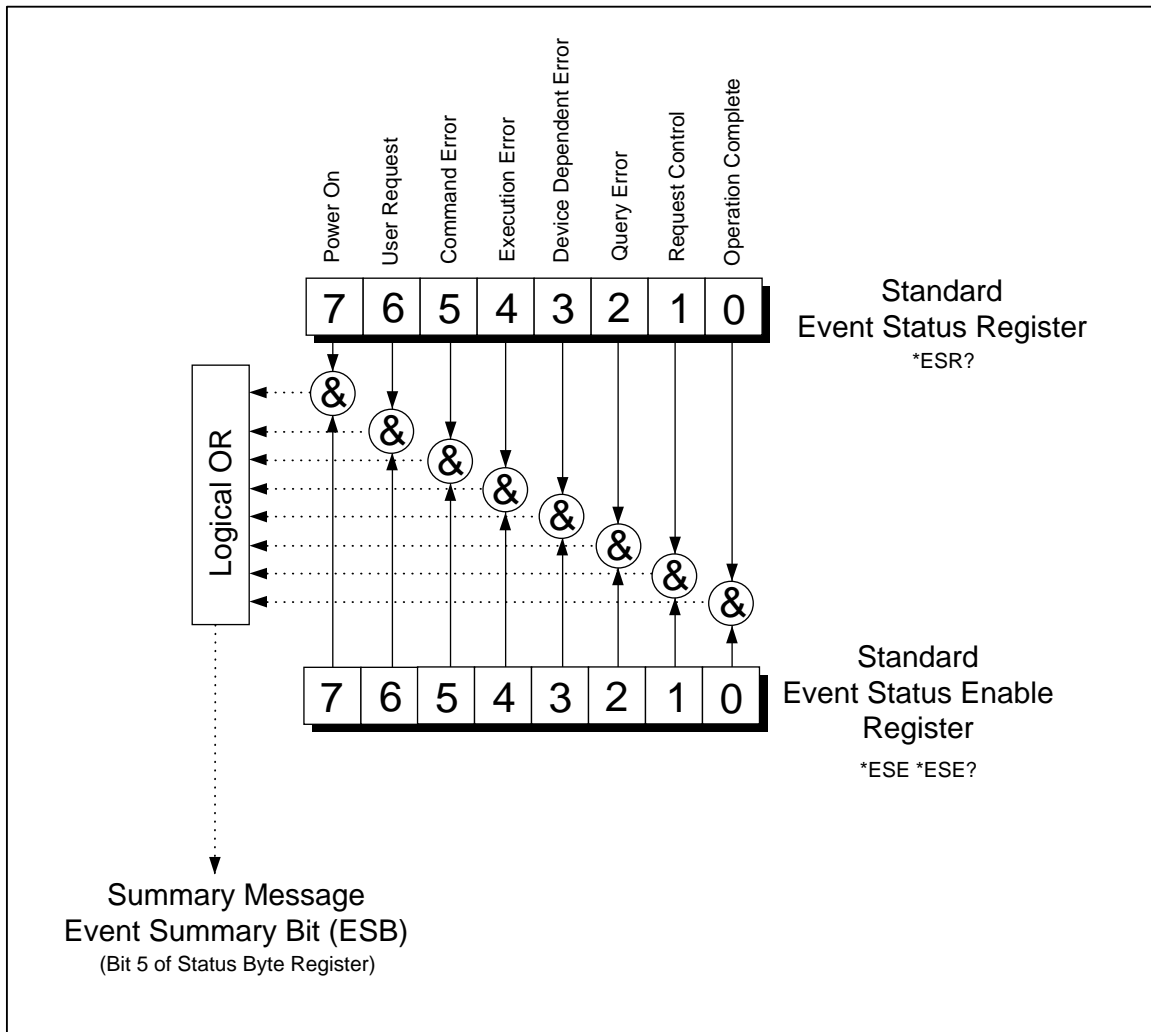 Power On
User Request
Command Error
Execution Error
Device Dependent Error
Query Error
Request Control
Operation Complete
7 6 5 4 3 2 1 0
Standard
Event Status Register
*ESR?
Logical OR
&
&
&
&
&
&
&
&
7 6 5 4 3 2 1 0
Standard
Event Status Enable
Register
*ESE *ESE?
Summary Message
Event Summary Bit (ESB)
(Bit 5 of Status Byte Register)